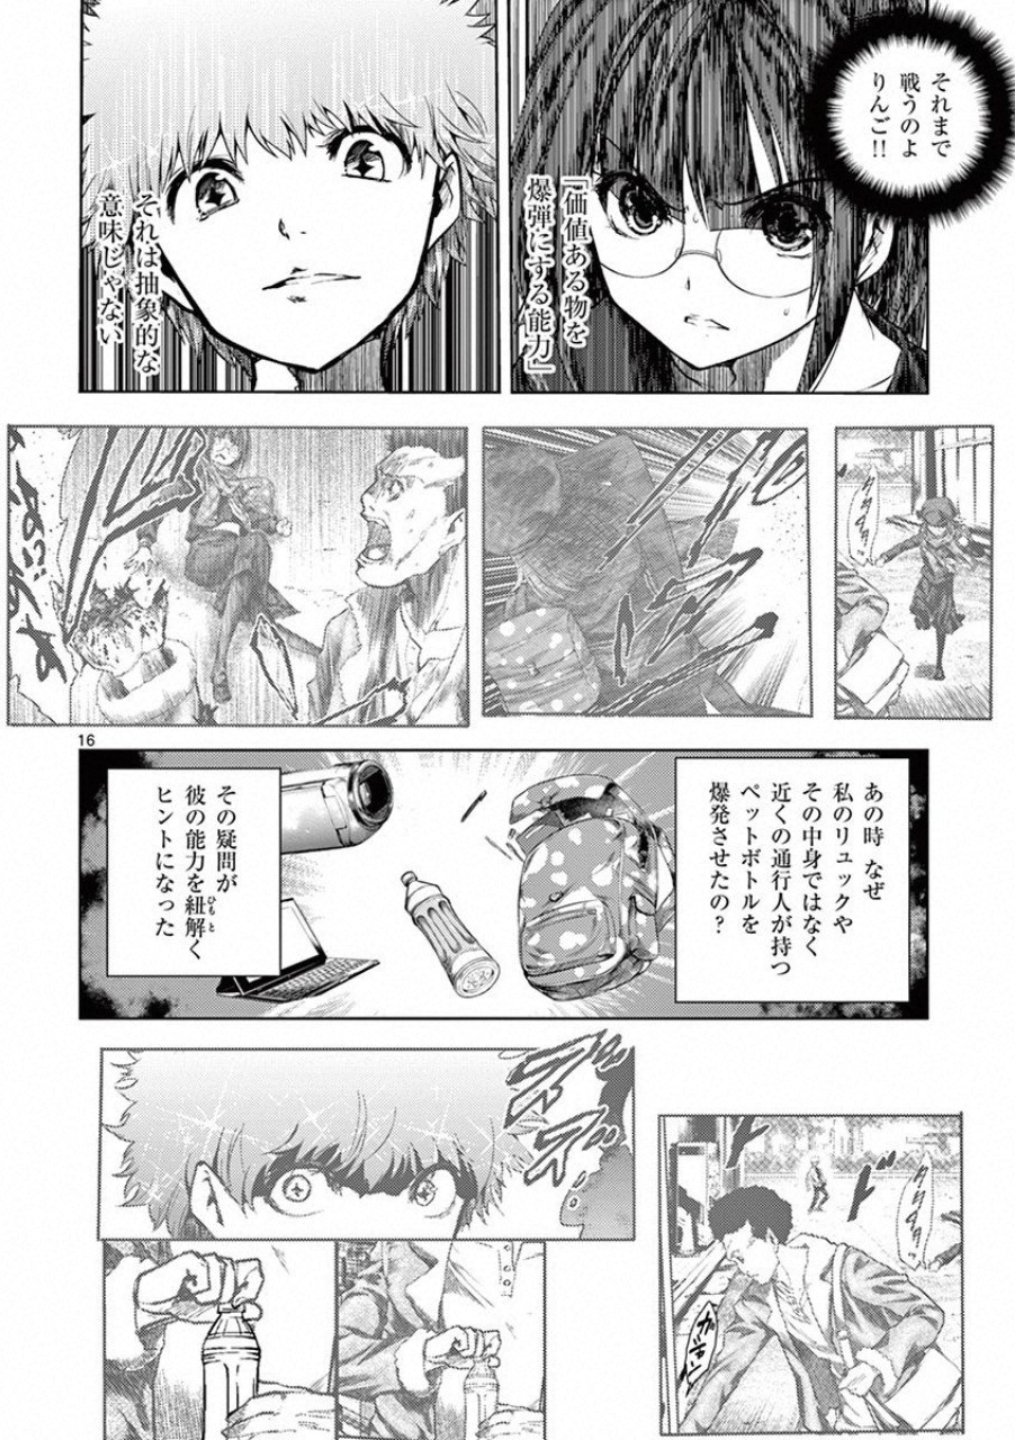 それまで
戦うのよ
りんご!!
『価値ある物を
爆弾にする能力』
それは抽象的な
意味じゃない
16
あの時 なぜ
私のリュックや
その中身ではなく
近くの通行人が持つ
ペットボトルを
爆発させたの?
その疑問が
彼の能力を紐解く
ひもと
ヒントになった